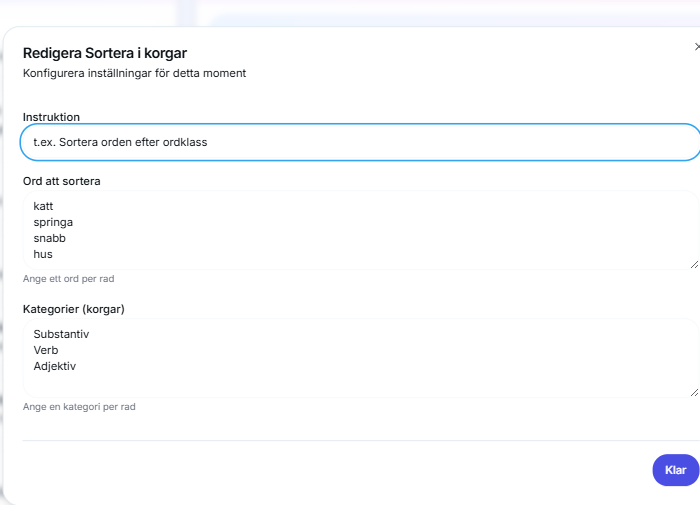 Redigera Sortera i korgar
Konfigurera inställningar för detta moment
Instruktion
t.ex. Sortera orden efter ordklass
Ord att sortera
katt
springa
snabb
hus
Ange ett ord per rad
Kategorier (korgar)
Substantiv
Verb
Adjektiv
Ange en kategori per rad
Klar